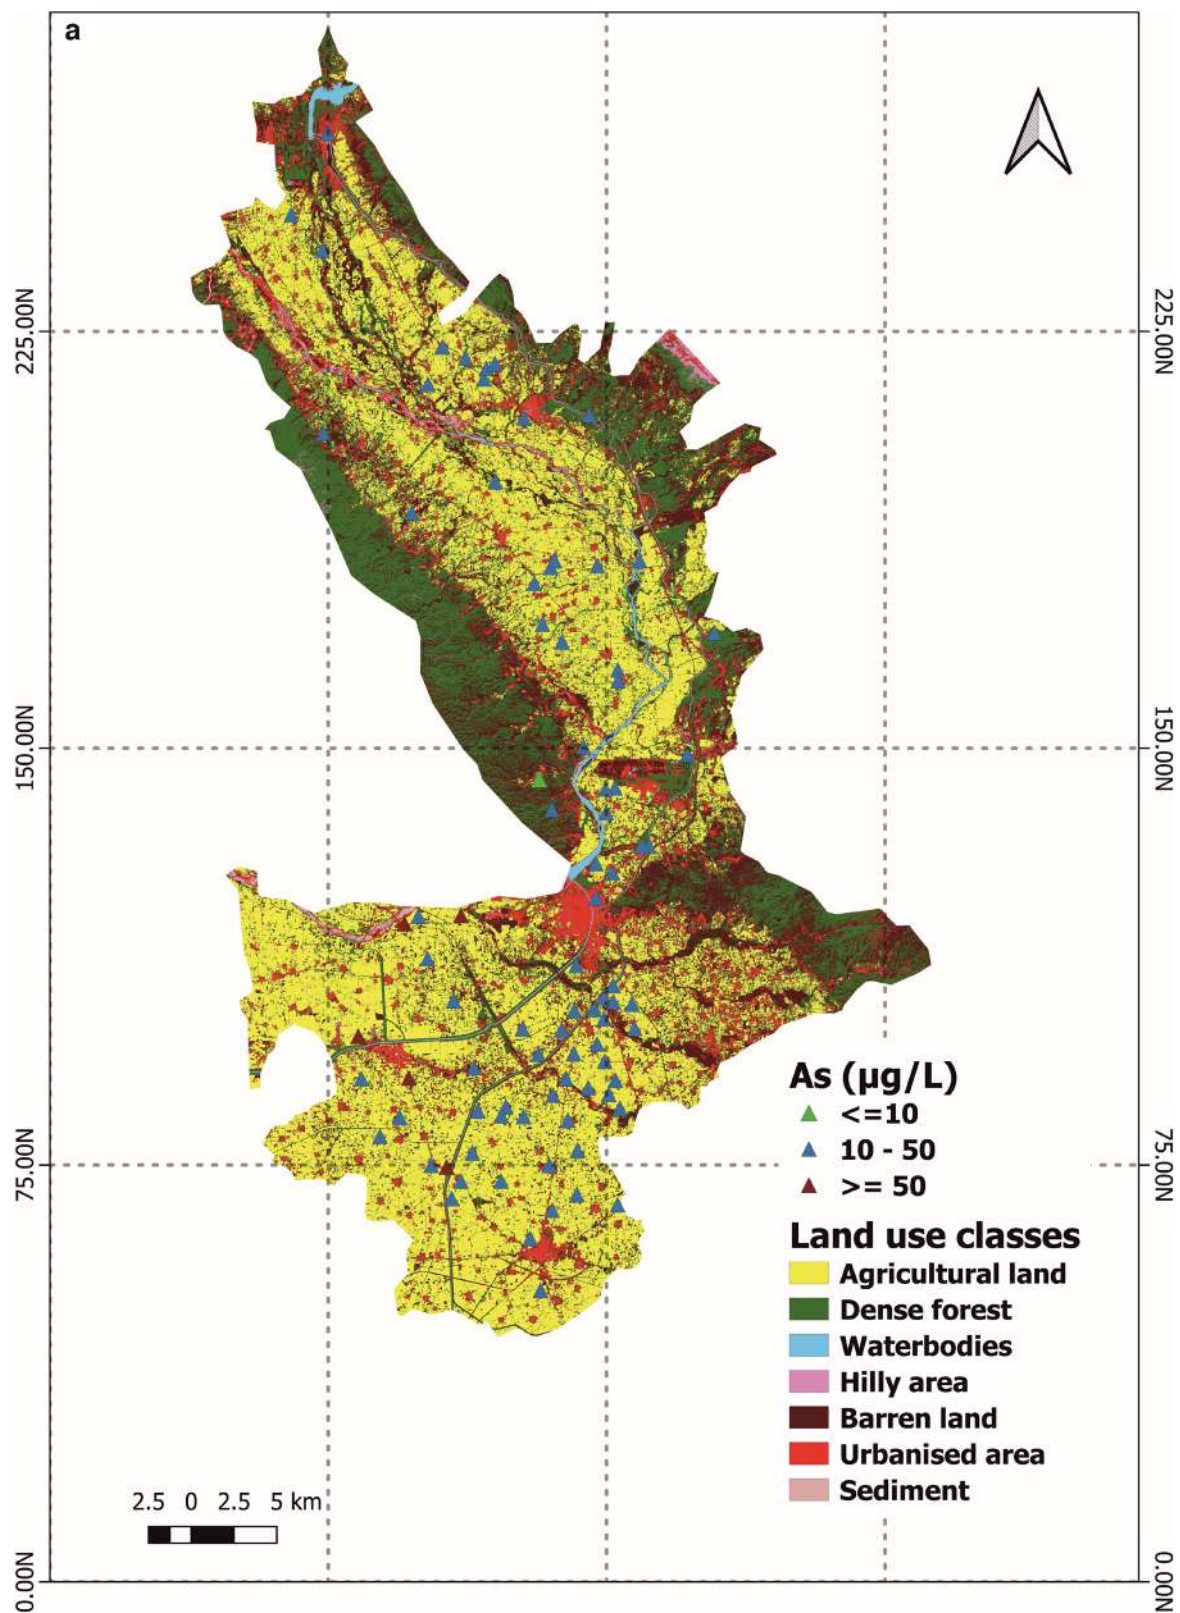 a
225.00N
225.00N
150.00N
150.00N
75.00N
75.00N
0.00N
0.00N
As (µg/L)
<=10
10 - 50
>= 50
Land use classes
Agricultural land
Dense forest
Waterbodies
Hilly area
Barren land
Urbanised area
Sediment
2.5 0 2.5 5 km